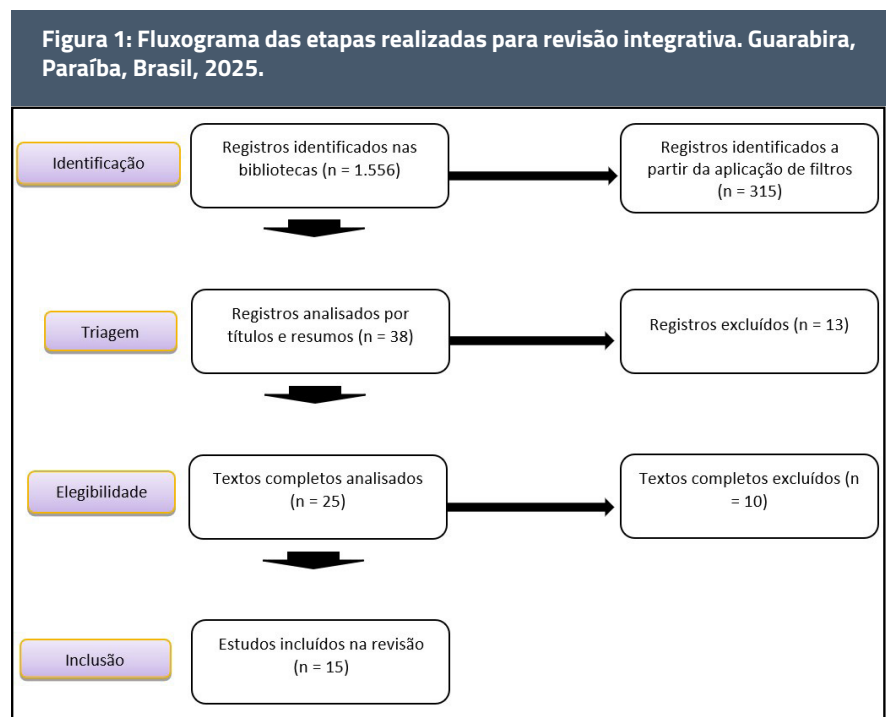 Figura 1: Fluxograma das etapas realizadas para revisão integrativa. Guarabira,
Paraíba, Brasil, 2025.
Identificação
Registros identificados nas
bibliotecas (n = 1.556)
Registros identificados a
partir da aplicação de filtros
(n = 315)
Triagem
Registros analisados por
títulos e resumos (n = 38)
Registros excluídos (n = 13)
Elegibilidade
Textos completos analisados
(n = 25)
Textos completos excluídos (n
= 10)
Inclusão
Estudos incluídos na revisão
(n = 15)